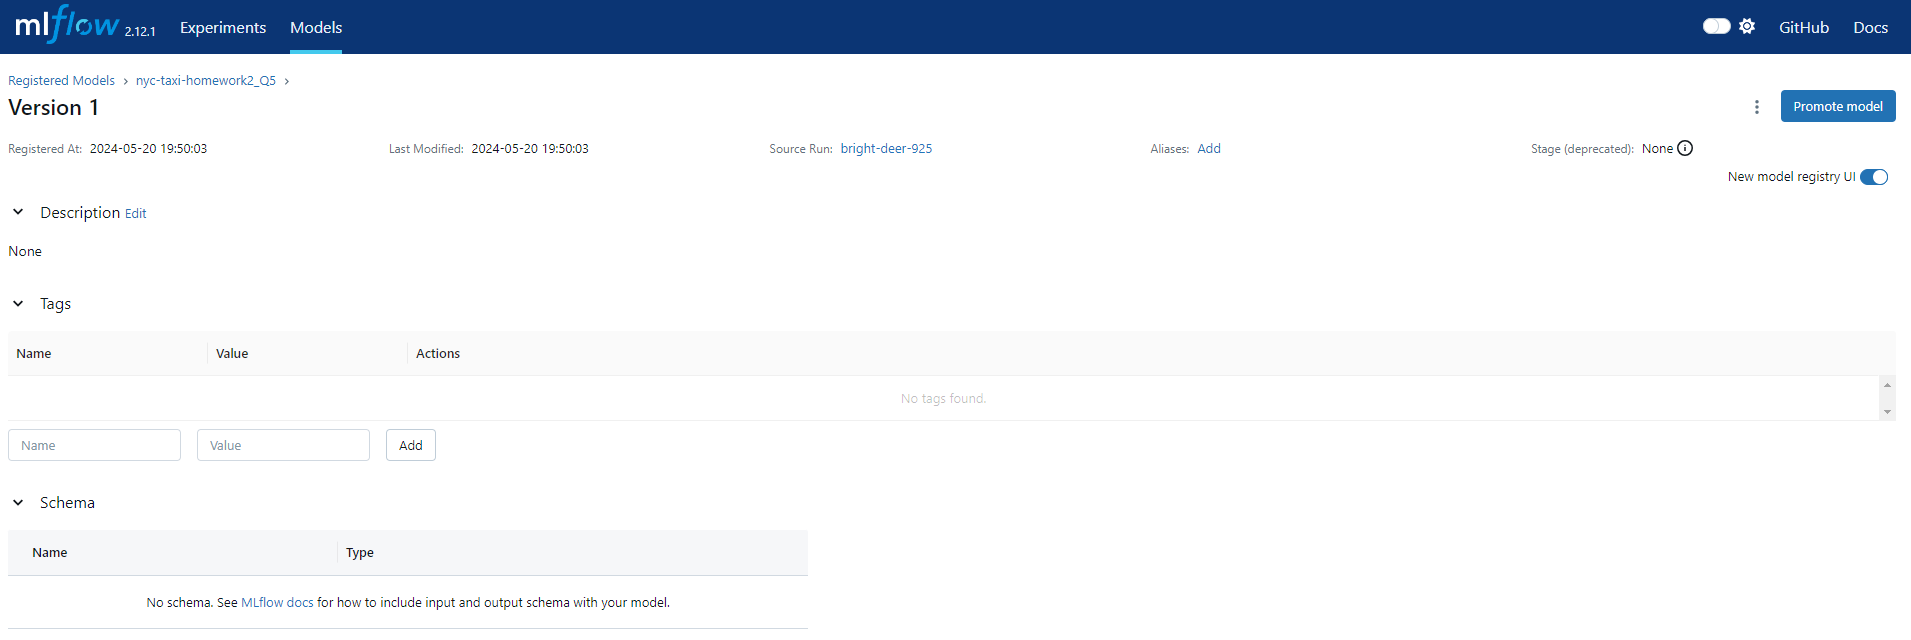 mlflow 2.12.1 Experiments Models GitHub Docs
Registered Models > nyc-taxi-homework2_Q5 >
Version 1
Promote model
Registered At: 2024-05-20 19:50:03 Last Modified: 2024-05-20 19:50:03 Source Run: bright-deer-925 Aliases: Add Stage (deprecated): None
New model registry UI
Description Edit
None
Tags
Name Value Actions
No tags found.
Name Value Add
Schema
Name Type
No schema. See MLflow docs for how to include input and output schema with your model.